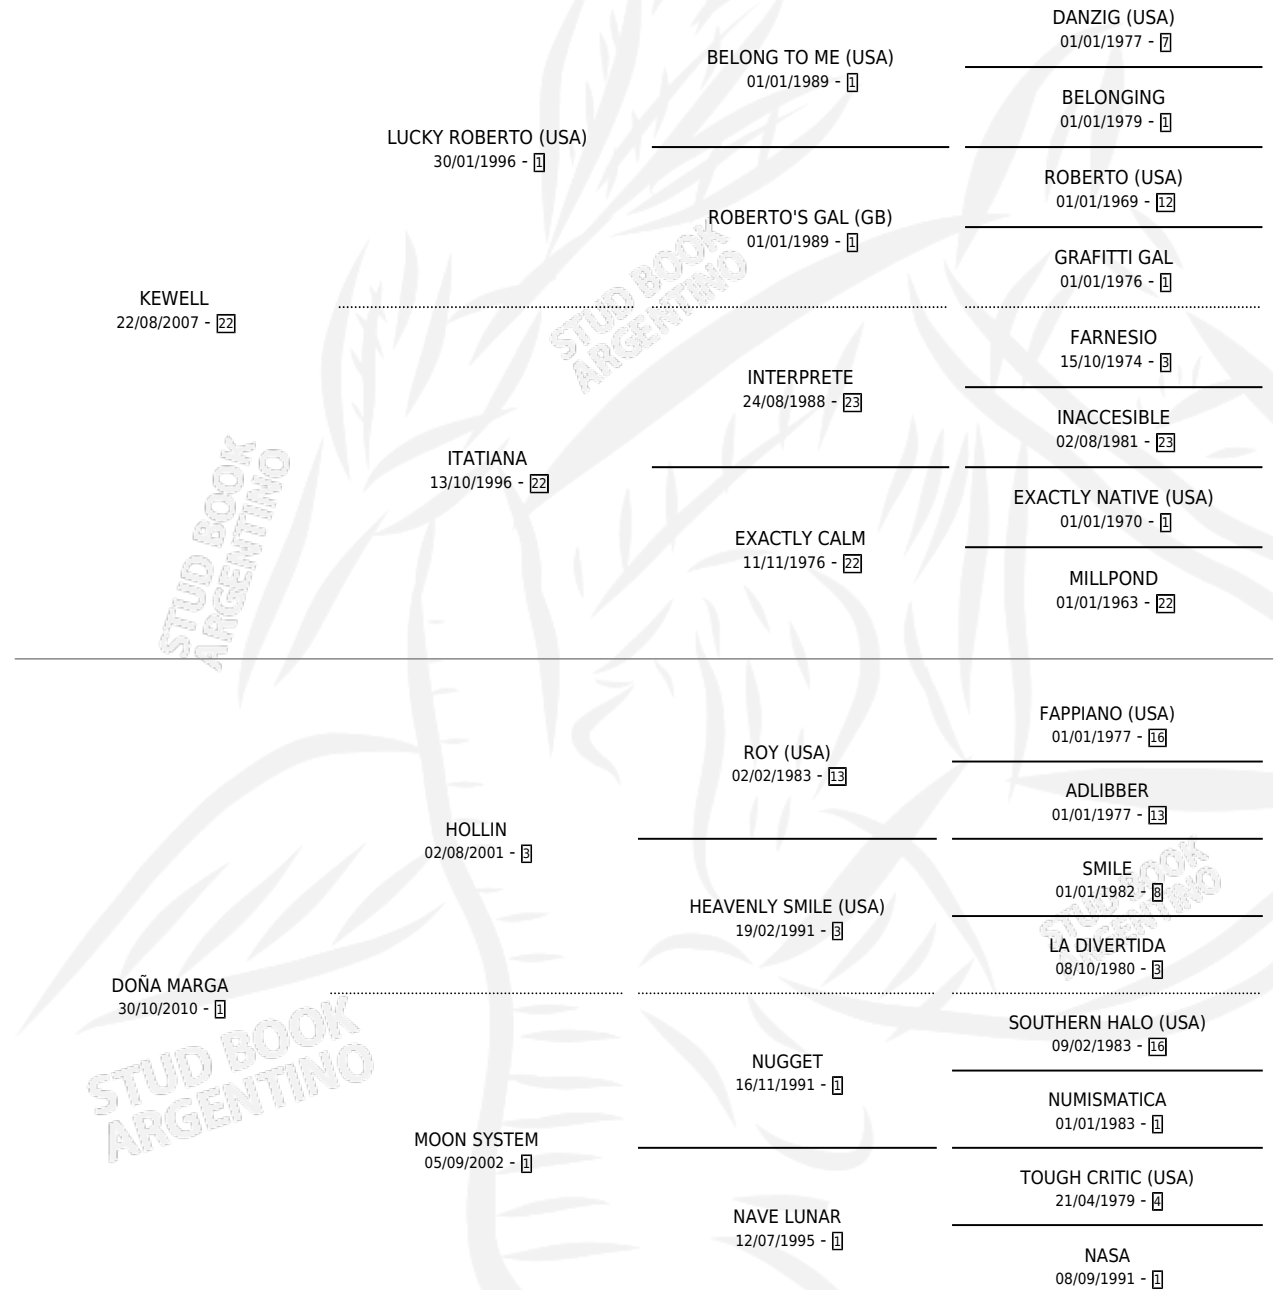 DANZIG (USA)
01/01/1977 - 7
BELONG TO ME (USA)
01/01/1989 - 1
BELONGING
01/01/1979 - 1
LUCKY ROBERTO (USA)
30/01/1996 - 1
ROBERTO (USA)
01/01/1969 - 12
ROBERTO'S GAL (GB)
01/01/1989 - 1
GRAFITTI GAL
01/01/1976 - 1
KEWELL
22/08/2007 - 22
FARNESIO
15/10/1974 - 3
INTERPRETE
24/08/1988 - 23
INACCESIBLE
02/08/1981 - 23
ITATIANA
13/10/1996 - 22
EXACTLY NATIVE (USA)
01/01/1970 - 1
EXACTLY CALM
11/11/1976 - 22
MILLPOND
01/01/1963 - 22
FAPPIANO (USA)
01/01/1977 - 16
ROY (USA)
02/02/1983 - 13
ADLIBBER
01/01/1977 - 13
HOLLIN
02/08/2001 - 3
SMILE
01/01/1982 - 8
HEAVENLY SMILE (USA)
19/02/1991 - 3
LA DIVERTIDA
08/10/1980 - 3
DOÑA MARGA
30/10/2010 - 1
SOUTHERN HALO (USA)
09/02/1983 - 16
NUGGET
16/11/1991 - 1
NUMISMATICA
01/01/1983 - 1
MOON SYSTEM
05/09/2002 - 1
TOUGH CRITIC (USA)
21/04/1979 - 4
NAVE LUNAR
12/07/1995 - 1
NASA
08/09/1991 - 1
STUD BOOK
ARGENTINO
STUD BOOK
ARGENTINO
STUD BOOK
ARGENTINO
STUD BOOK
ARGENTINO